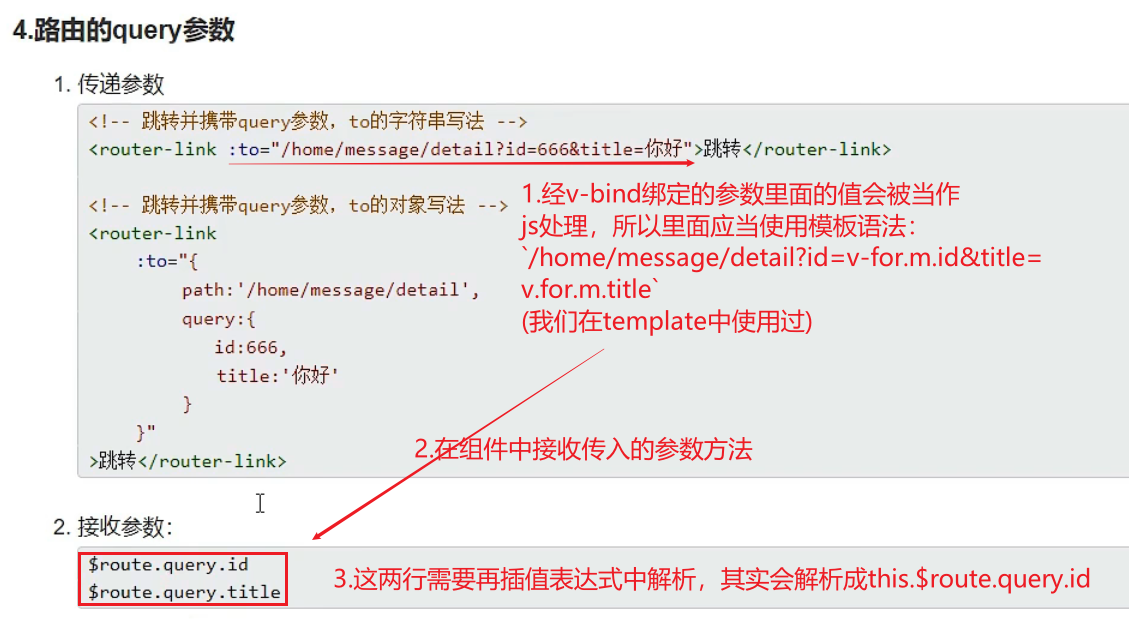 4.路由的query参数
1. 传递参数
<!-- 跳转并携带query参数，to的字符串写法 -->
<router-link :to="/home/message/detail?id=666&title=你好">跳转</router-link>
1.经v-bind绑定的参数里面的值会被当作
js处理，所以里面应当使用模板语法：
`/home/message/detail?id=v-for.m.id&title=
v.for.m.title`
(我们在template中使用过)
<!-- 跳转并携带query参数，to的对象写法 -->
<router-link
:to="{
path:'/home/message/detail',
query:{
id:666,
title:'你好'
}
}"
>跳转</router-link>
2.在组件中接收传入的参数方法
2. 接收参数：
$route.query.id
$route.query.title
3.这两行需要再插值表达式中解析，其实会解析成this.$route.query.id